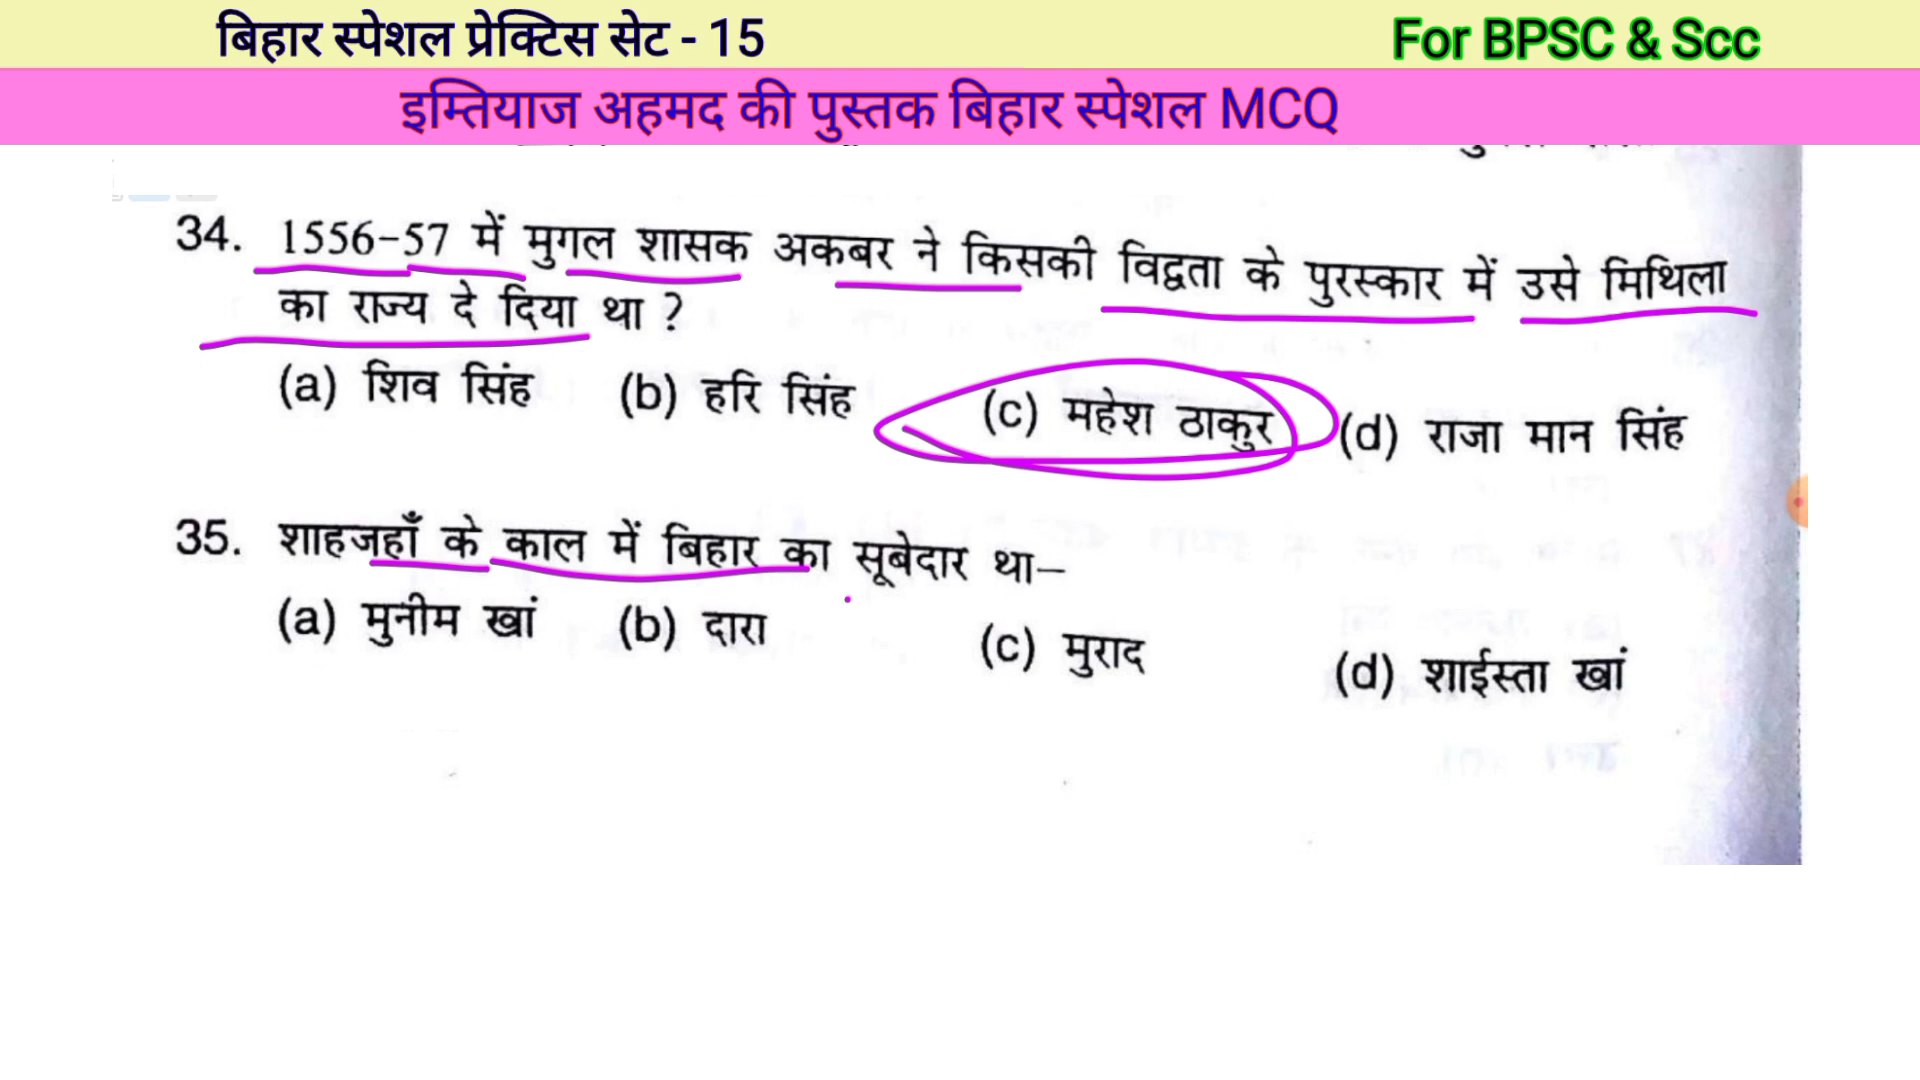 बिहार स्पेशल प्रेक्टिस सेट - 15
For BPSC & Scc
इम्तियाज अहमद की पुस्तक बिहार स्पेशल MCQ
34. 1556-57 में मुगल शासक अकबर ने किसकी विद्वता के पुरस्कार में उसे मिथिला
का राज्य दे दिया था ?
(a) शिव सिंह (b) हरि सिंह (c) महेश ठाकुर (d) राजा मान सिंह
35. शाहजहाँ के काल में बिहार का सूबेदार था–
(a) मुनीम खां (b) दारा (c) मुराद (d) शाईस्ता खां